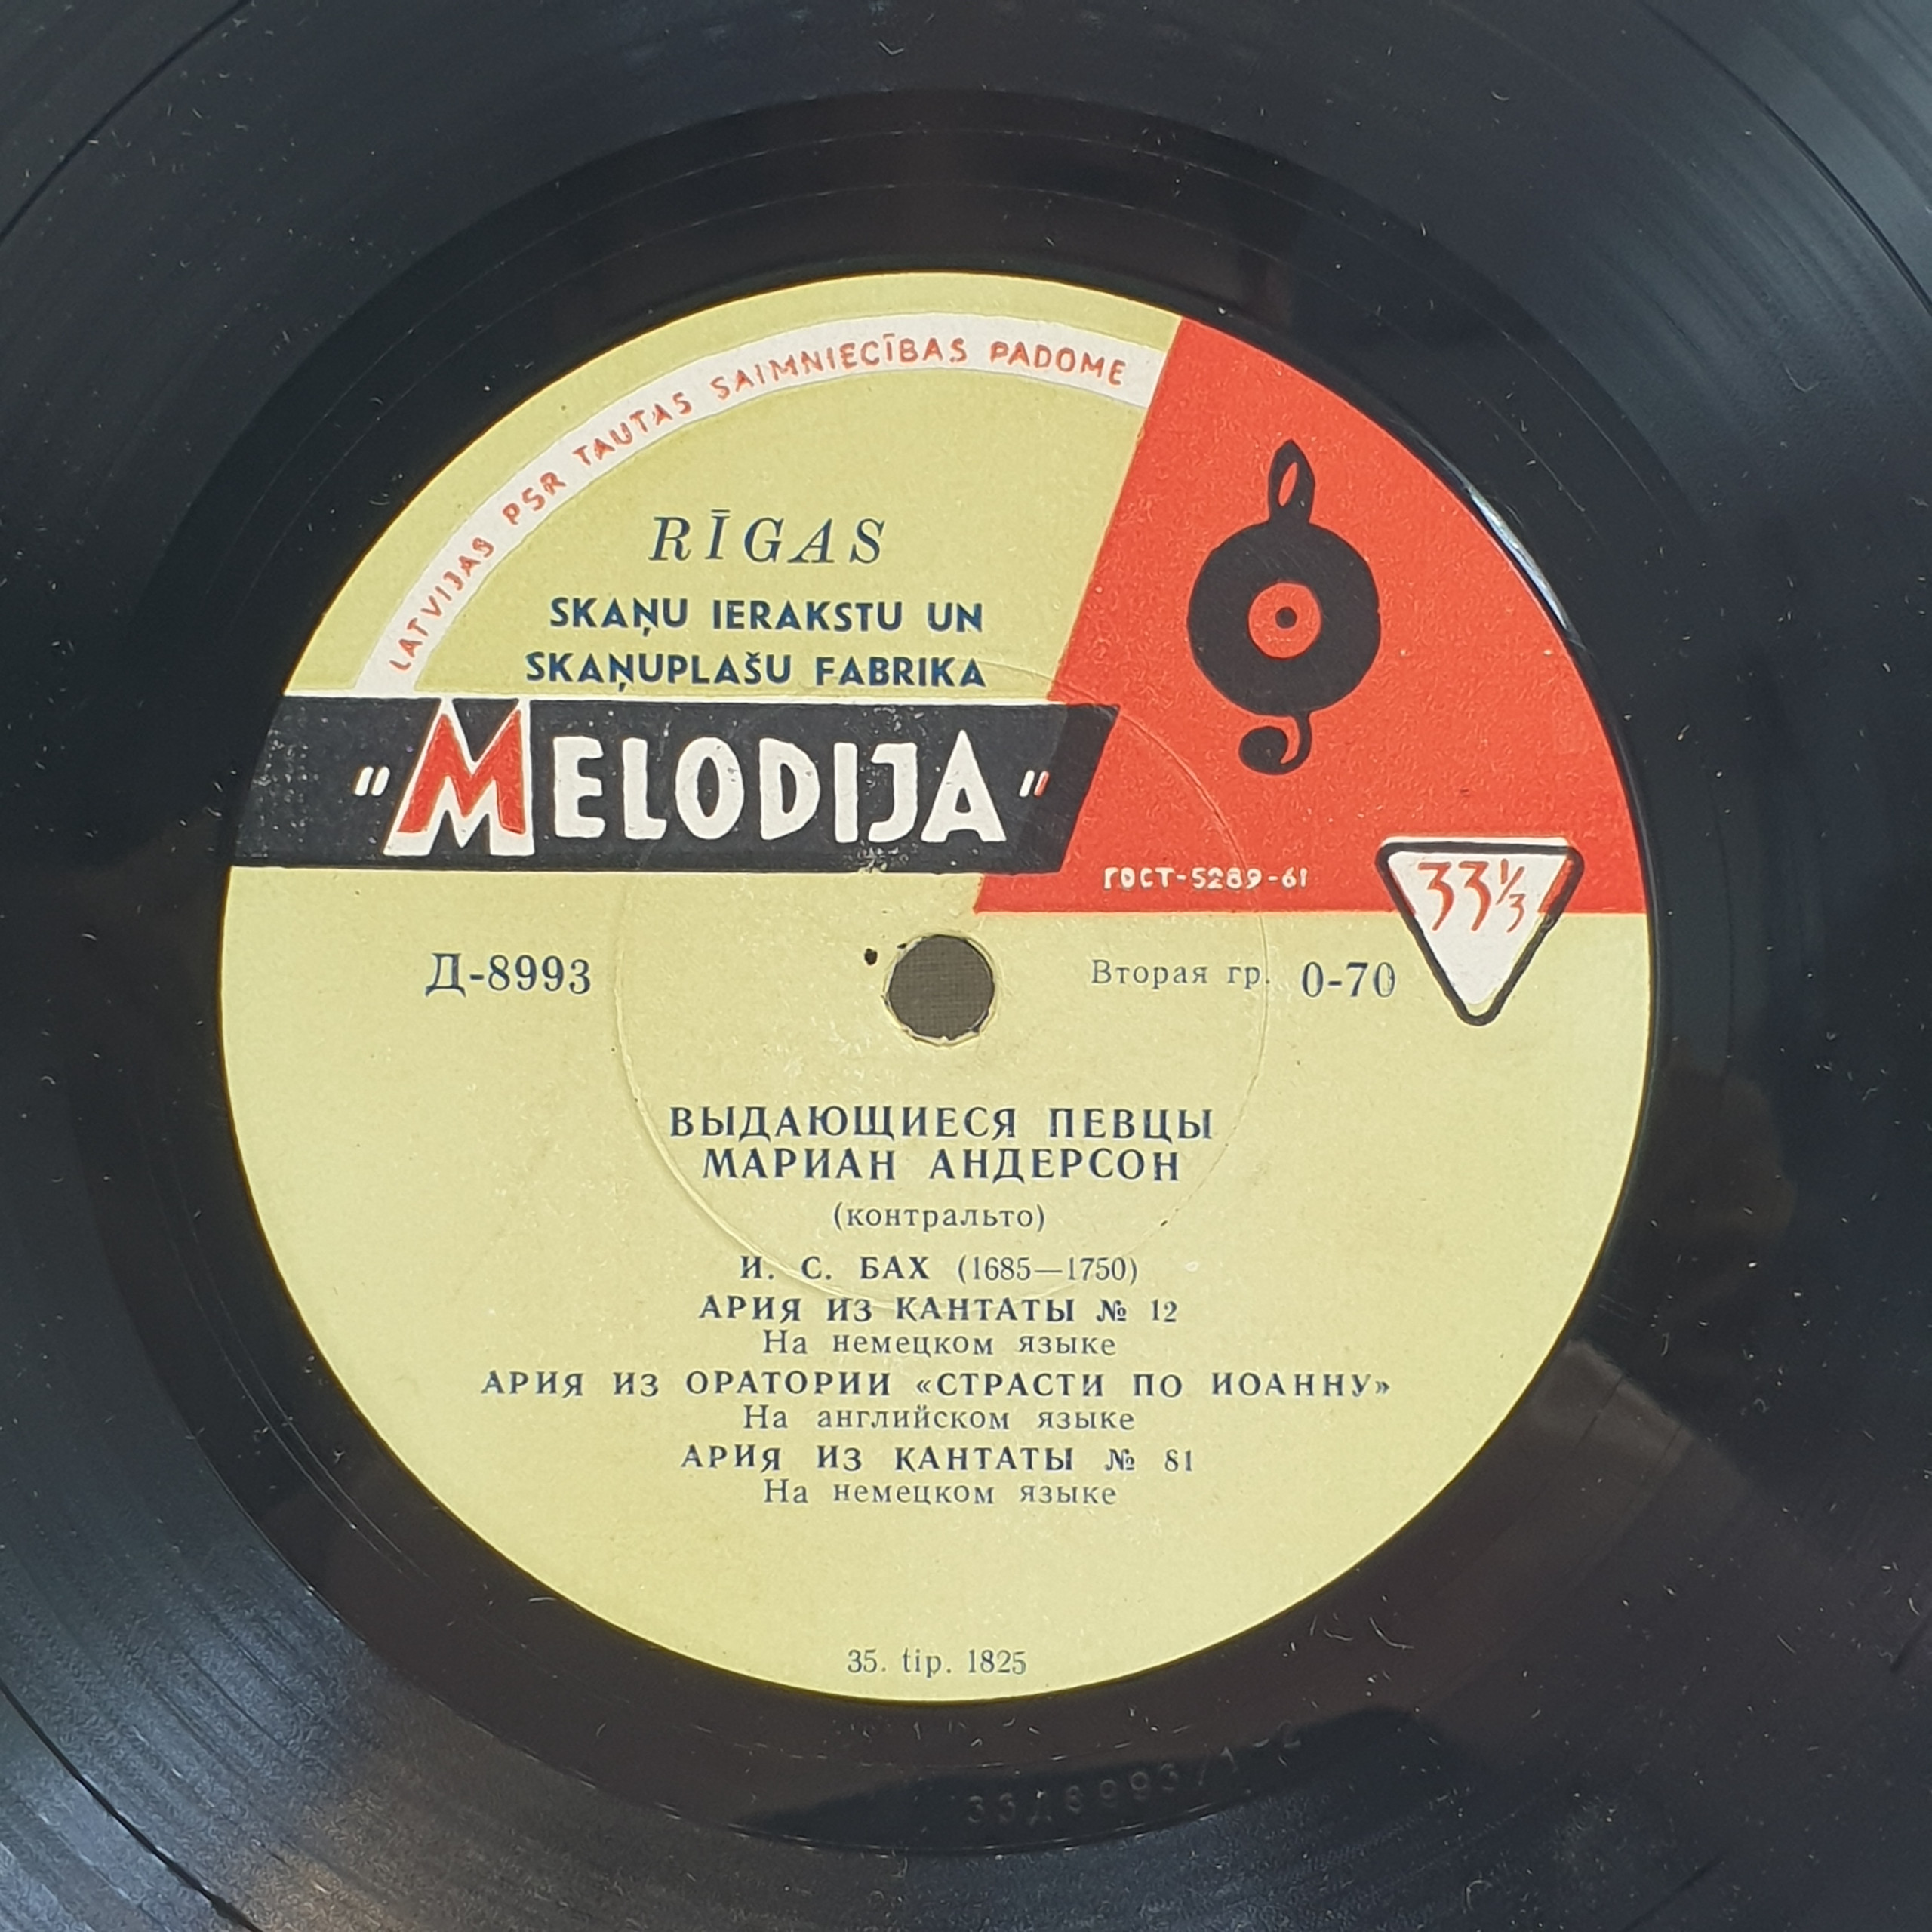 LATVIJAS PSR TAUTAS SAIMNIECĪBAS PADOME
RĪGAS
SKAŅU IERAKSTU UN
SKAŅUPLAŠU FABRIKA
"MELODIJA"
ГОСТ-5289-61
33⅓
Д-8993
Вторая гр. 0-70
ВЫДАЮЩИЕСЯ ПЕВЦЫ
МАРИАН АНДЕРСОН
(контральто)
И. С. БАХ (1685—1750)
АРИЯ ИЗ КАНТАТЫ № 12
На немецком языке
АРИЯ ИЗ ОРАТОРИИ «СТРАСТИ ПО ИОАННУ»
На английском языке
АРИЯ ИЗ КАНТАТЫ № 81
На немецком языке
35. tip. 1825
33Д8993/1-2